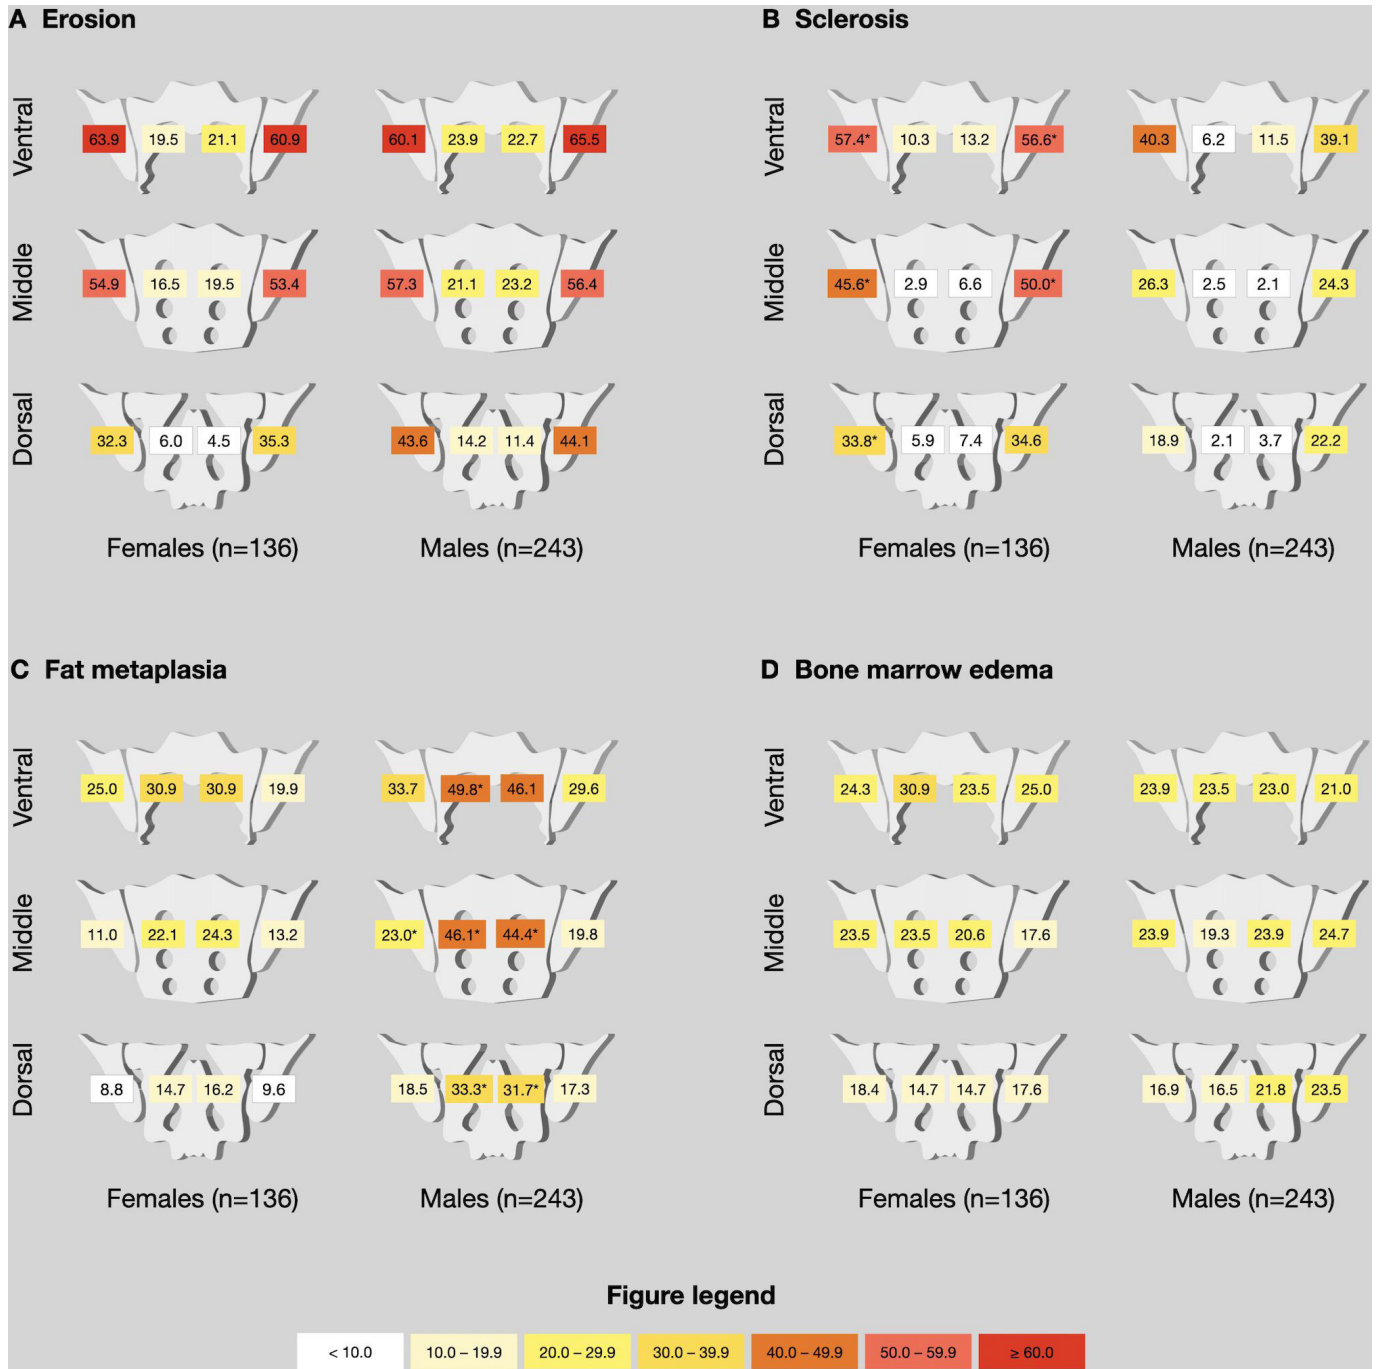 A Erosion
B Sclerosis
Ventral
63.9 19.5 21.1 60.9
60.1 23.9 22.7 65.5
Ventral
57.4* 10.3 13.2 56.6*
40.3 6.2 11.5 39.1
Middle
54.9 16.5 19.5 53.4
57.3 21.1 23.2 56.4
Middle
45.6* 2.9 6.6 50.0*
26.3 2.5 2.1 24.3
Dorsal
32.3 6.0 4.5 35.3
43.6 14.2 11.4 44.1
Dorsal
33.8* 5.9 7.4 34.6
18.9 2.1 3.7 22.2
Females (n=136)
Males (n=243)
Females (n=136)
Males (n=243)
C Fat metaplasia
D Bone marrow edema
Ventral
25.0 30.9 30.9 19.9
33.7 49.8* 46.1 29.6
Ventral
24.3 30.9 23.5 25.0
23.9 23.5 23.0 21.0
Middle
11.0 22.1 24.3 13.2
23.0* 46.1* 44.4* 19.8
Middle
23.5 23.5 20.6 17.6
23.9 19.3 23.9 24.7
Dorsal
8.8 14.7 16.2 9.6
18.5 33.3* 31.7* 17.3
Dorsal
18.4 14.7 14.7 17.6
16.9 16.5 21.8 23.5
Females (n=136)
Males (n=243)
Females (n=136)
Males (n=243)
Figure legend
< 10.0
10.0 – 19.9
20.0 – 29.9
30.0 – 39.9
40.0 – 49.9
50.0 – 59.9
≥ 60.0